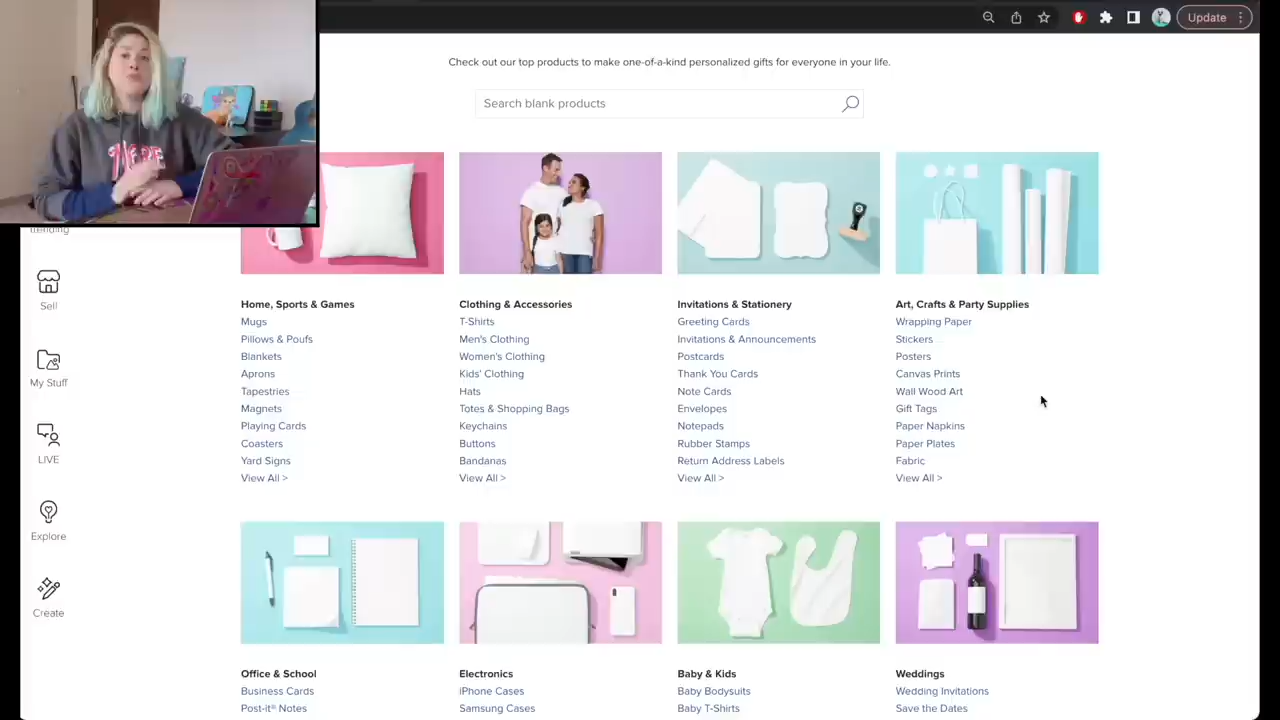 Update
Check out our top products to make one-of-a-kind personalized gifts for everyone in your life.
Search blank products
Trending
Sell
My Stuff
LIVE
Explore
Create
Home, Sports & Games
Mugs
Pillows & Poufs
Blankets
Aprons
Tapestries
Magnets
Playing Cards
Coasters
Yard Signs
View All >
Clothing & Accessories
T-Shirts
Men's Clothing
Women's Clothing
Kids' Clothing
Hats
Totes & Shopping Bags
Keychains
Buttons
Bandanas
View All >
Invitations & Stationery
Greeting Cards
Invitations & Announcements
Postcards
Thank You Cards
Note Cards
Envelopes
Notepads
Rubber Stamps
Return Address Labels
View All >
Art, Crafts & Party Supplies
Wrapping Paper
Stickers
Posters
Canvas Prints
Wall Wood Art
Gift Tags
Paper Napkins
Paper Plates
Fabric
View All >
Office & School
Business Cards
Post-it® Notes
Electronics
iPhone Cases
Samsung Cases
Baby & Kids
Baby Bodysuits
Baby T-Shirts
Weddings
Wedding Invitations
Save the Dates